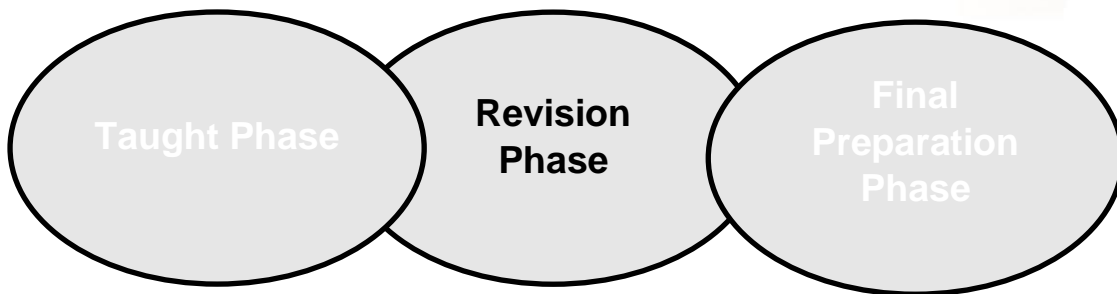 Taught Phase
Revision
Phase
Final
Preparation
Phase